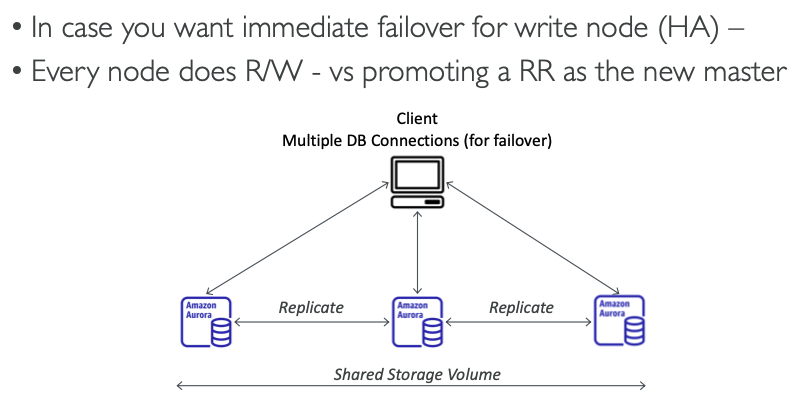 • In case you want immediate failover for write node (HA) –
• Every node does R/W - vs promoting a RR as the new master
Client
Multiple DB Connections (for failover)
Amazon
Aurora
Replicate
Amazon
Aurora
Replicate
Amazon
Aurora
Shared Storage Volume